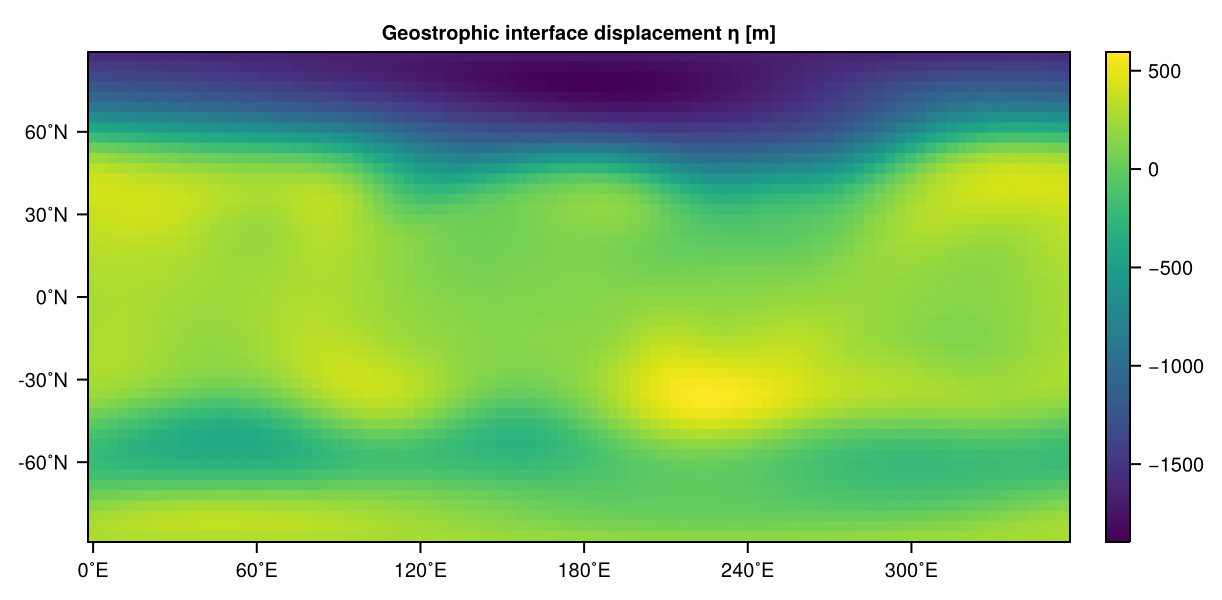 Geostrophic interface displacement η [m]
60˚N
30˚N
0˚N
-30˚N
-60˚N
0˚E
60˚E
120˚E
180˚E
240˚E
300˚E
500
0
−500
−1000
−1500